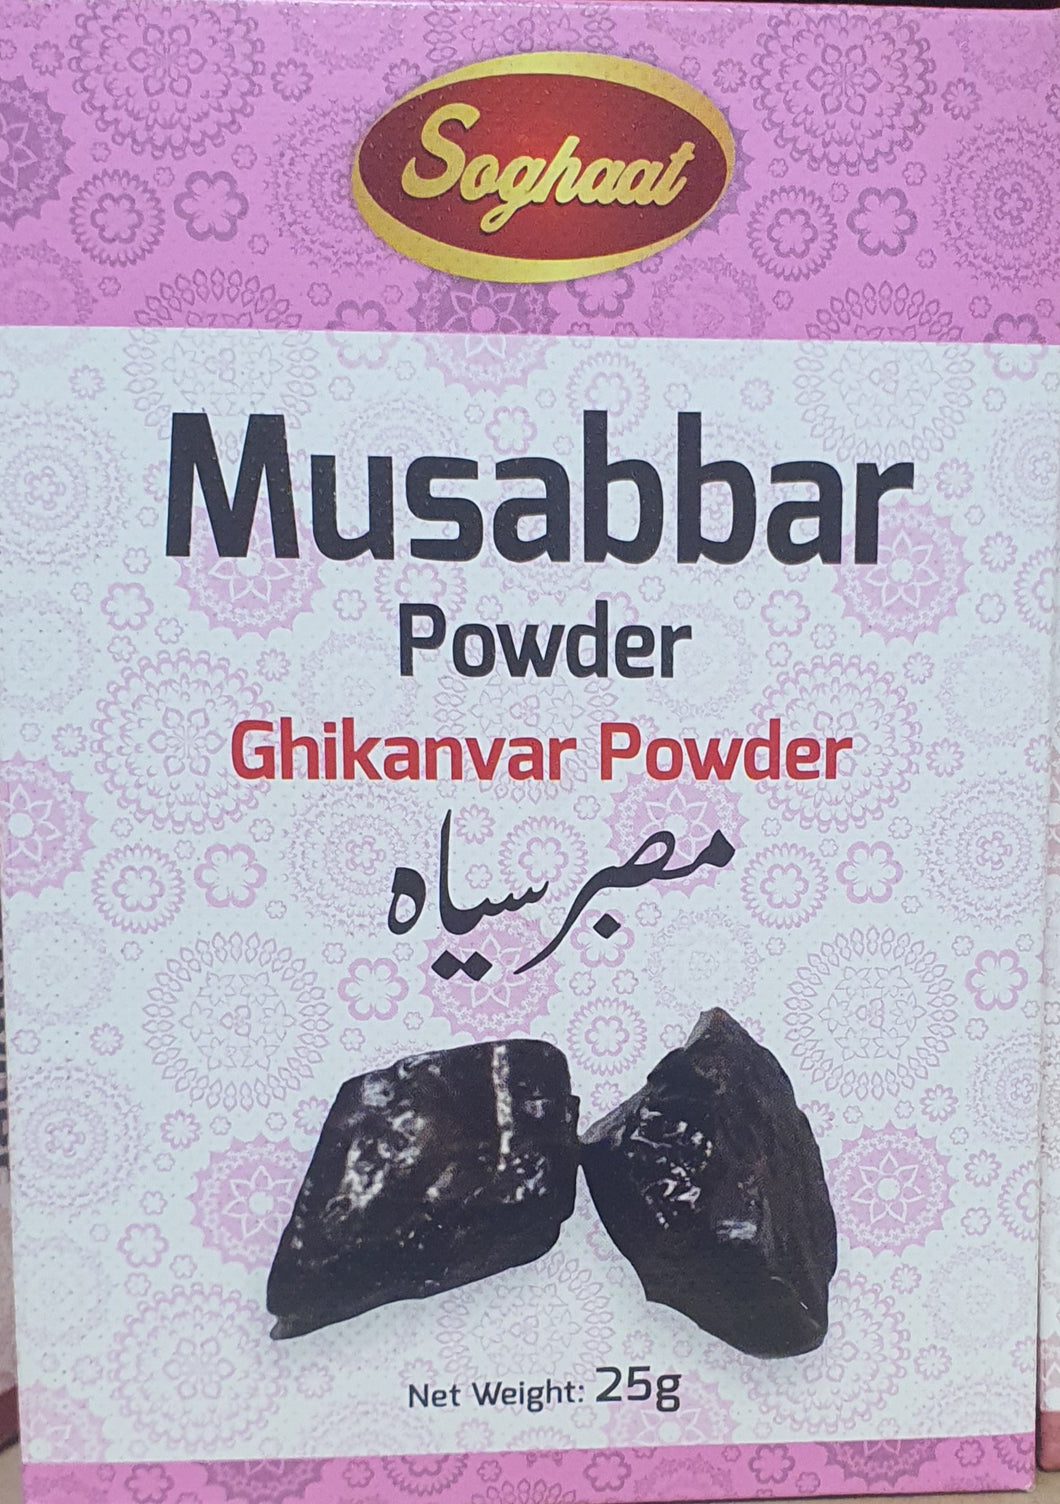 Soghaat
Musabbar
Powder
Ghikanvar Powder
مصبر سیاہ
Net Weight: 25g